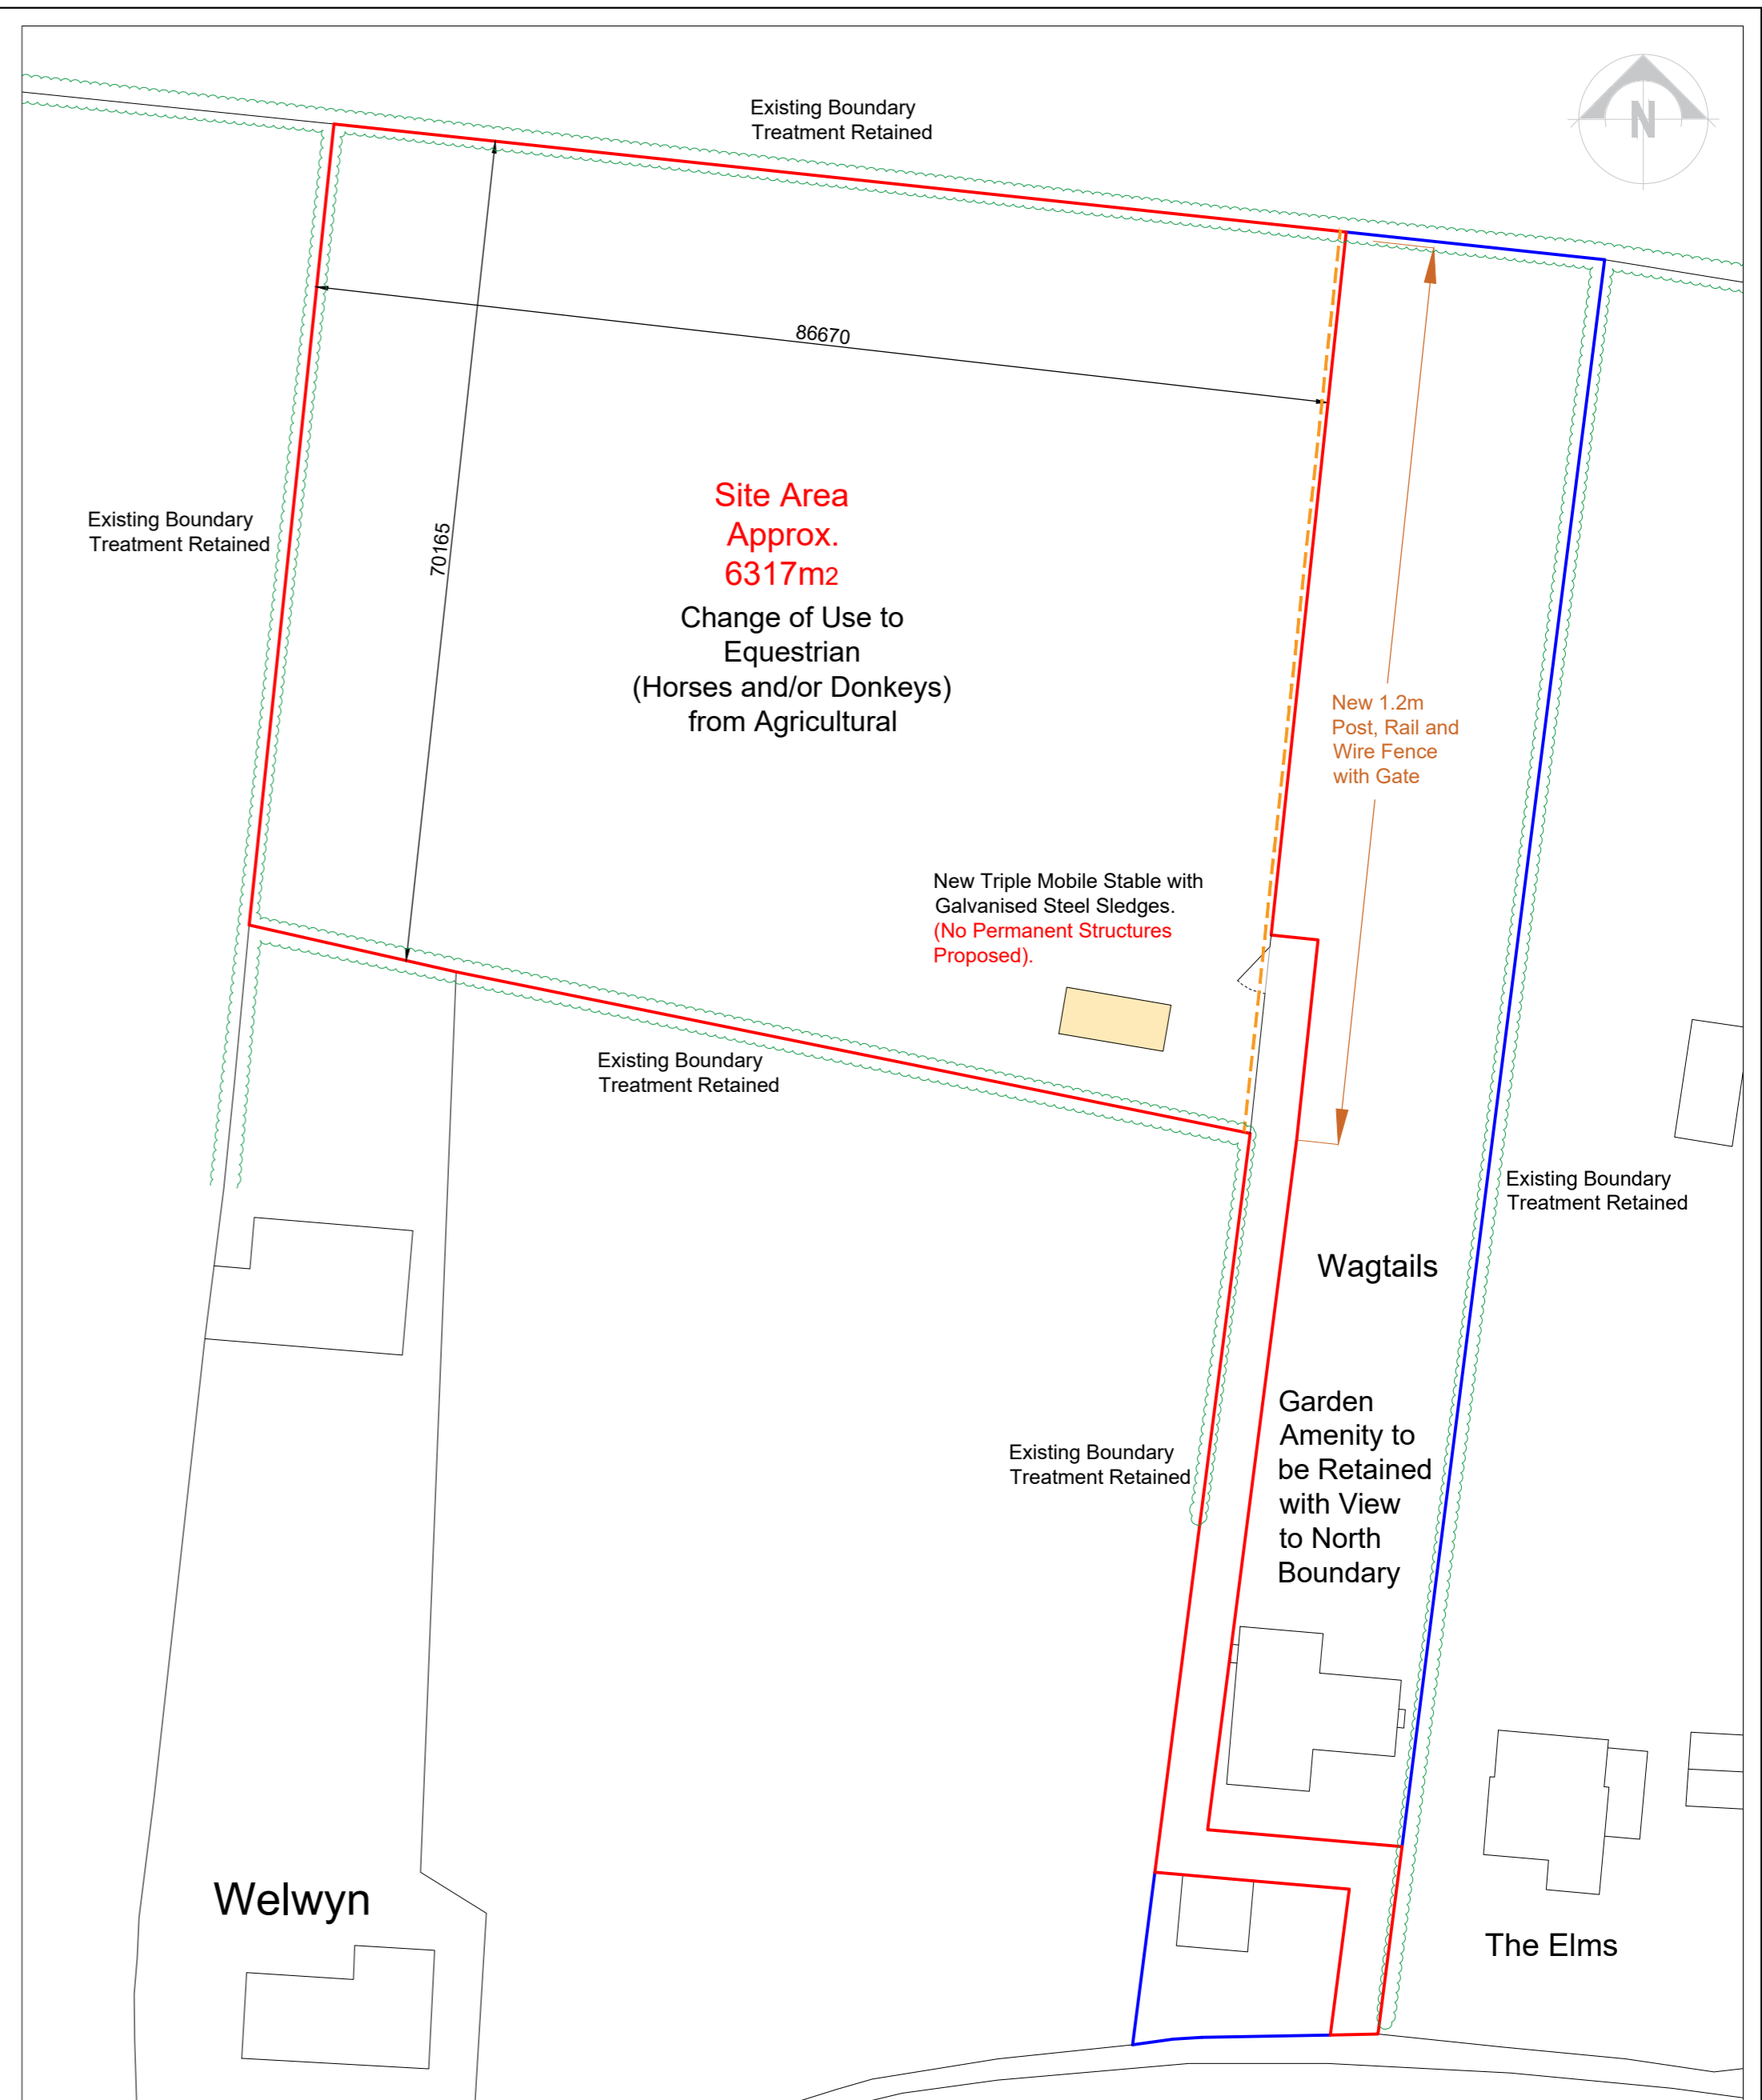 Existing Boundary
Treatment Retained
N
86670
Existing Boundary
Treatment Retained
70165
Site Area
Approx.
6317m2
Change of Use to
Equestrian
(Horses and/or Donkeys)
from Agricultural
New 1.2m
Post, Rail and
Wire Fence
with Gate
New Triple Mobile Stable with
Galvanised Steel Sledges.
(No Permanent Structures
Proposed).
Existing Boundary
Treatment Retained
Existing Boundary
Treatment Retained
Wagtails
Garden
Amenity to
be Retained
with View
to North
Boundary
Existing Boundary
Treatment Retained
Welwyn
The Elms